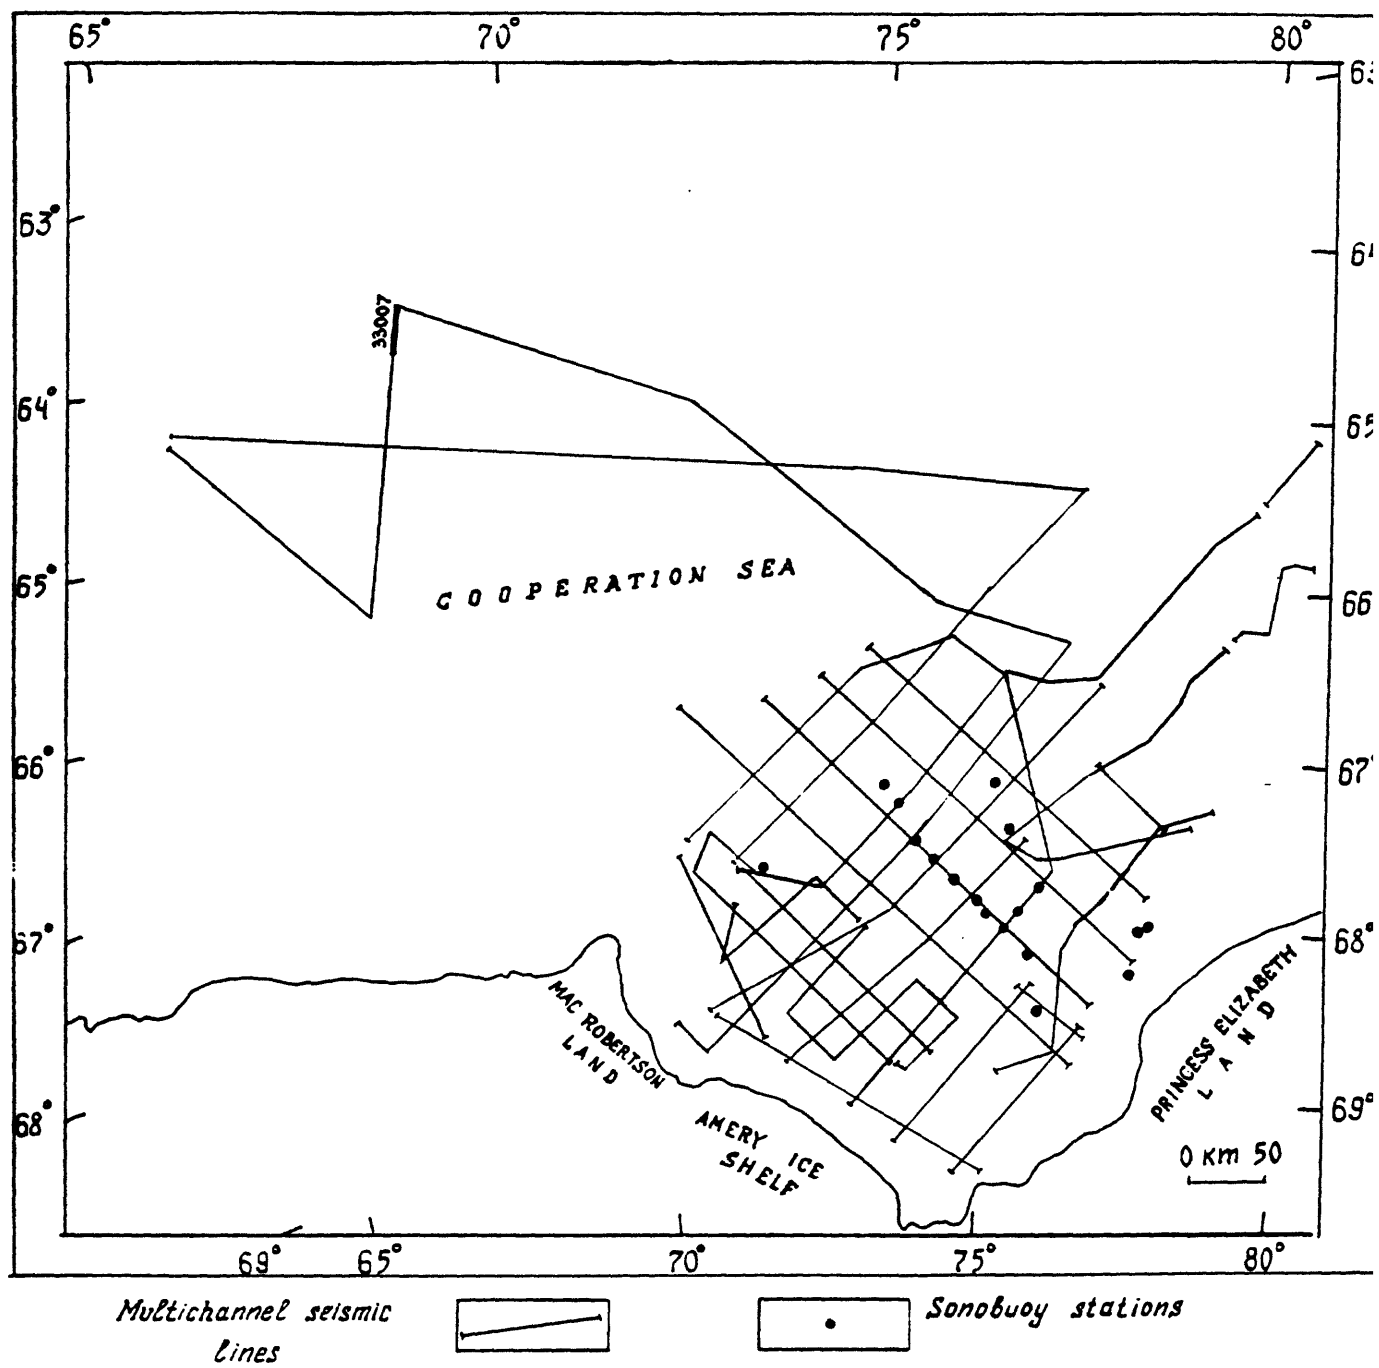 65° 70° 75° 80°
63
63°
64
33007
64°
65
COOPERATION SEA
65°
66
66°
67°
67°
68°
MAC ROBERTSON
LAND
PRINCESS ELIZABETH
LAND
68°
69°
AMERY ICE
SHELF
0 км 50
69° 65° 70° 75° 80°
Multichannel seismic
lines
Sonobuoy stations